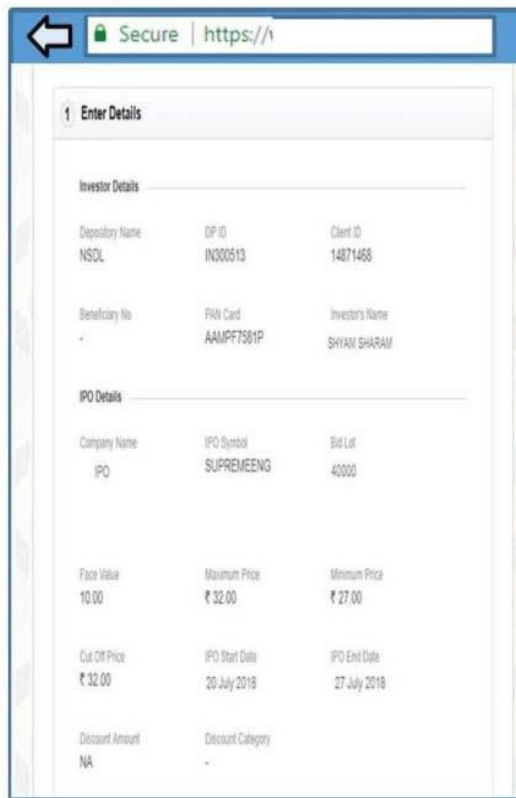 Secure | https://
1 Enter Details
Investor Details
Depository Name DP ID Client ID
NSDL IN300513 14871468
Beneficiary No PAN Card Investor's Name
- AAMPF7581P SHYAM SHARAM
IPO Details
Company Name IPO Symbol Bid Lot
IPO SUPREMEENG 40000
Face Value Maximum Price Minimum Price
10.00 ₹ 32.00 ₹ 27.00
Cut Off Price IPO Start Date IPO End Date
₹ 32.00 20 July 2018 27 July 2018
Discount Amount Discount Category
NA -